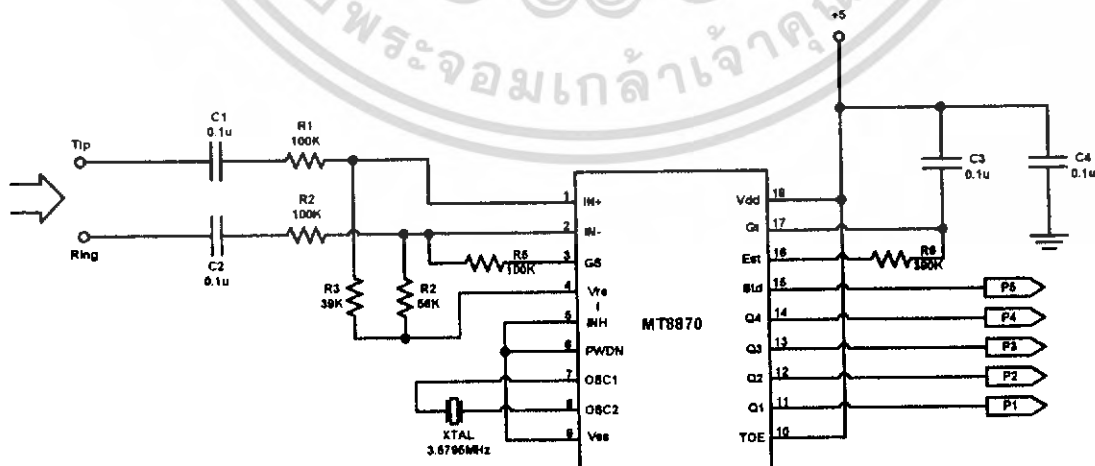 พระจอมเกล้าเจ้าคุณ
+5
Tip
C1
0.1u
R1
100K
C3
0.1u
C4
0.1u
1
IN+
Vdd
18
R2
100K
2
IN-
Gt
17
Ring
C2
0.1u
R5
100K
3
GS
Est
16
R6
390K
R3
39K
R2
56K
4
Vre
f
Std
15
P5
5
INH
MT8870
Q4
14
P4
6
PWDN
Q3
13
P3
7
OSC1
Q2
12
P2
8
OSC2
Q1
11
P1
XTAL
3.5795MHz
9
Vss
TOE
10